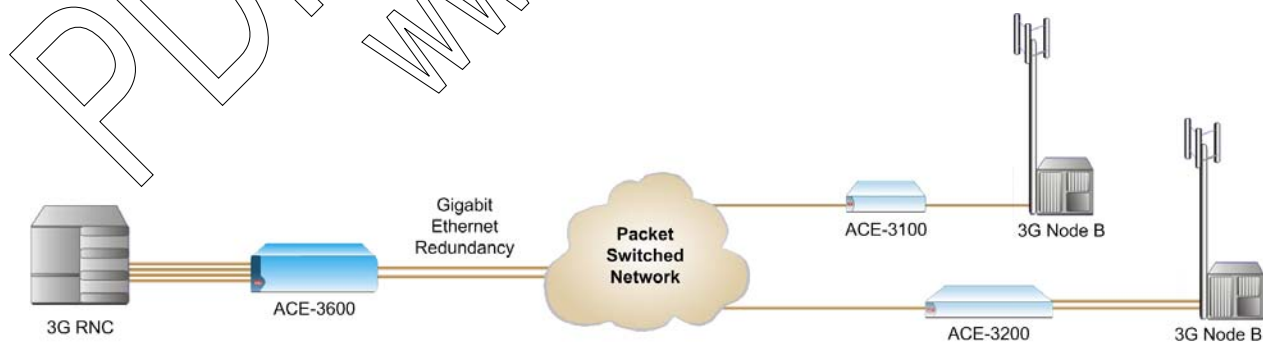 3G RNC
ACE-3600
Gigabit
Ethernet
Redundancy
Packet
Switched
Network
ACE-3100
3G Node B
ACE-3200
3G Node B